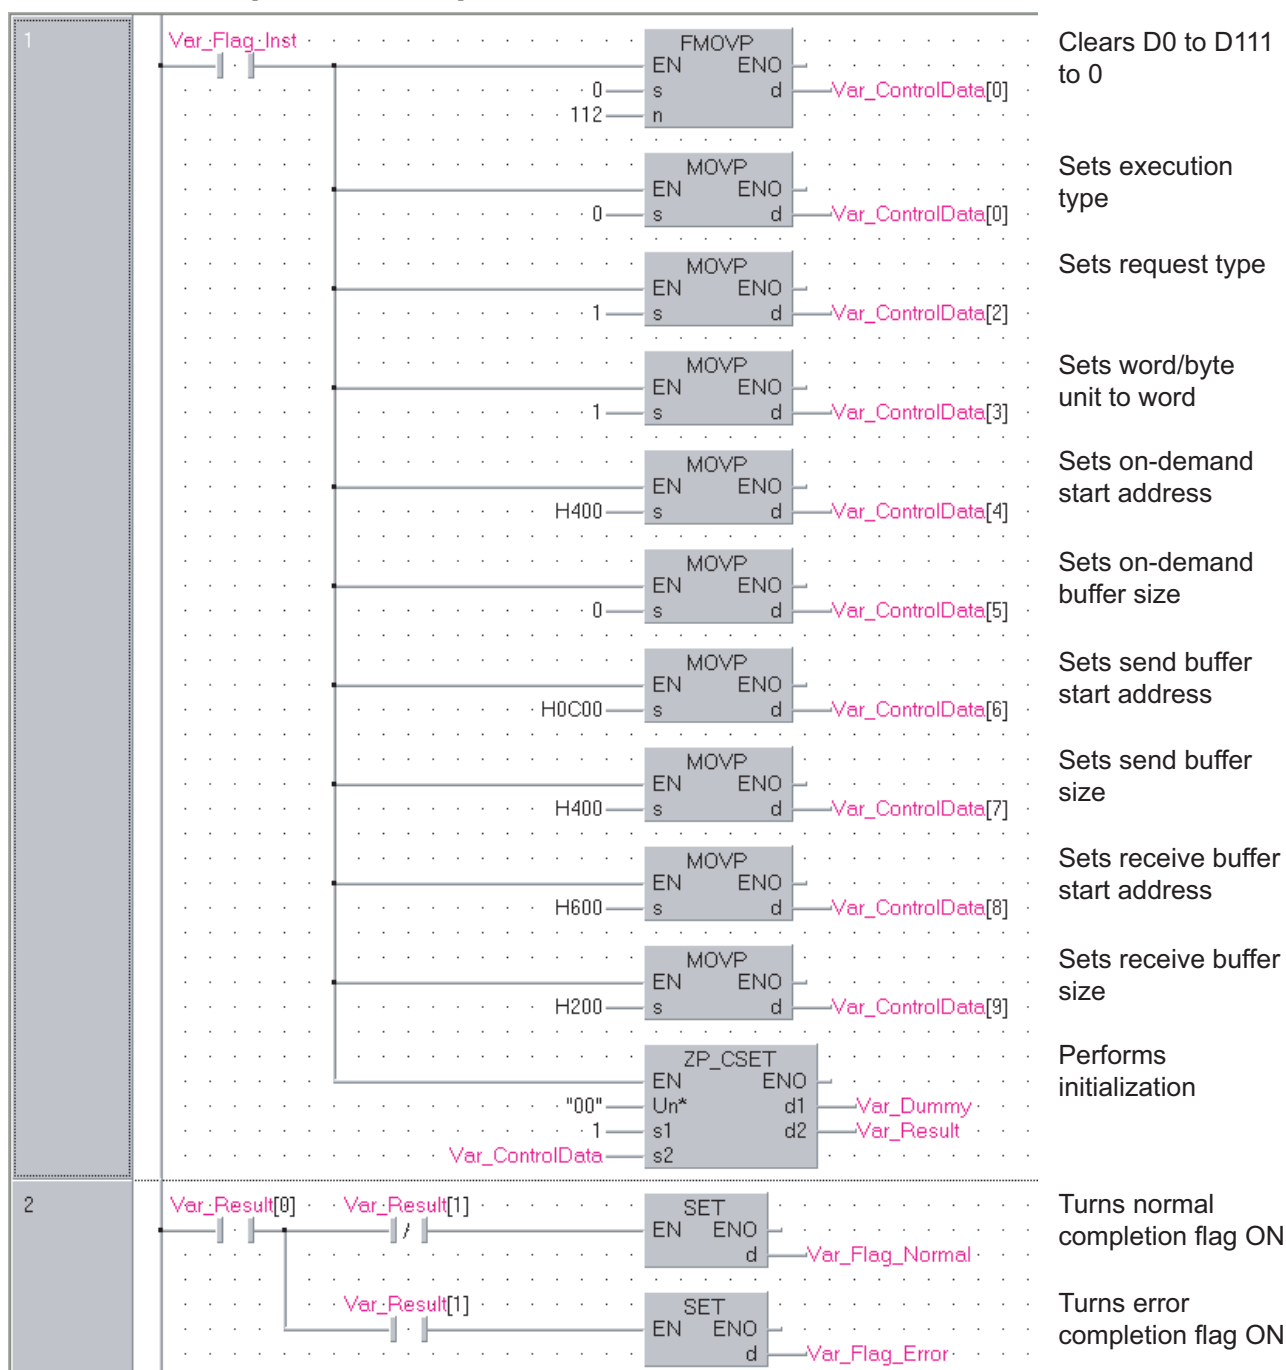 1
Var_Flag_Inst
FMOVP
EN ENO
0 s d Var_ControlData[0]
112 n
Clears D0 to D111
to 0
MOVP
EN ENO
0 s d Var_ControlData[0]
Sets execution
type
MOVP
EN ENO
1 s d Var_ControlData[2]
Sets request type
MOVP
EN ENO
1 s d Var_ControlData[3]
Sets word/byte
unit to word
MOVP
EN ENO
H400 s d Var_ControlData[4]
Sets on-demand
start address
MOVP
EN ENO
0 s d Var_ControlData[5]
Sets on-demand
buffer size
MOVP
EN ENO
H0C00 s d Var_ControlData[6]
Sets send buffer
start address
MOVP
EN ENO
H400 s d Var_ControlData[7]
Sets send buffer
size
MOVP
EN ENO
H600 s d Var_ControlData[8]
Sets receive buffer
start address
MOVP
EN ENO
H200 s d Var_ControlData[9]
Sets receive buffer
size
ZP_CSET
EN ENO
"00" Un* d1 Var_Dummy
1 s1 d2 Var_Result
Var_ControlData s2
Performs
initialization
2
Var_Result[0] Var_Result[1]
SET
EN ENO
d Var_Flag_Normal
Turns normal
completion flag ON
Var_Result[1]
SET
EN ENO
d Var_Flag_Error
Turns error
completion flag ON